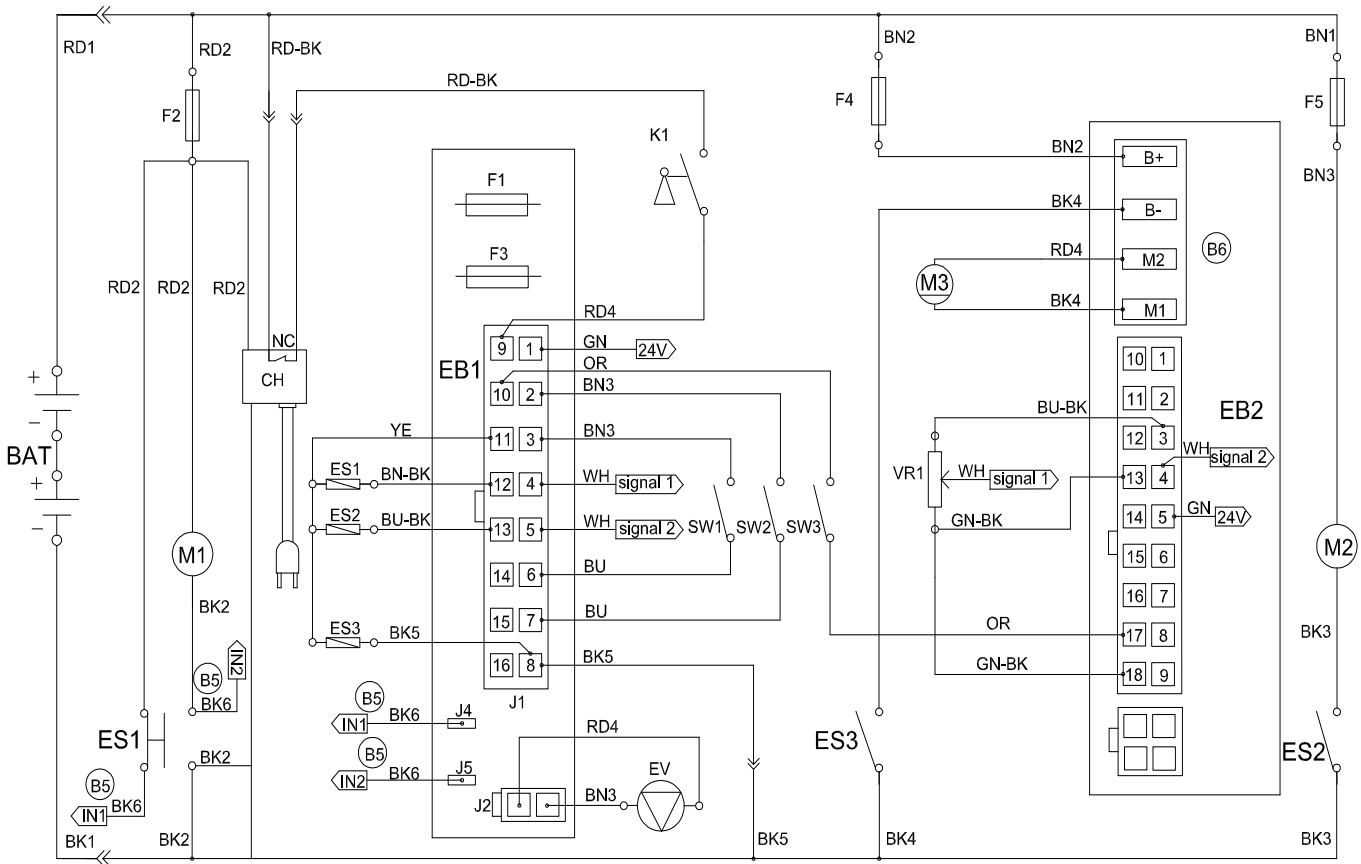 RD1
RD2
RD-BK
BN2
BN1
RD-BK
F2
F4
F5
K1
BN2
B+
BN3
F1
BK4
B-
F3
RD4
M2
B6
M3
BK4
M1
RD2
RD2
RD2
RD4
NC
CH
9 1
GN
24V
EB1
OR
10 1
10 2
BN3
11 2
EB2
BU-BK
YE
11 3
BN3
12 3
WH
signal 2
ES1
BN-BK
12 4
WH
signal 1
VR1
WH
signal 1
13 4
ES2
BU-BK
13 5
WH
signal 2
SW1
SW2
SW3
GN-BK
14 5
GN
24V
+
-
BAT
+
-
M1
M2
14 6
BU
15 6
BK2
15 7
BU
16 7
ES3
BK5
OR
17 8
BK3
16 8
BK5
GN-BK
18 9
IN2
B5
BK6
J1
B5
IN1
BK6
J4
RD4
ES1
BK2
ES3
ES2
B5
IN2
BK6
J5
EV
B5
IN1
BK6
J2
BN3
BK1
BK2
BK5
BK4
BK3